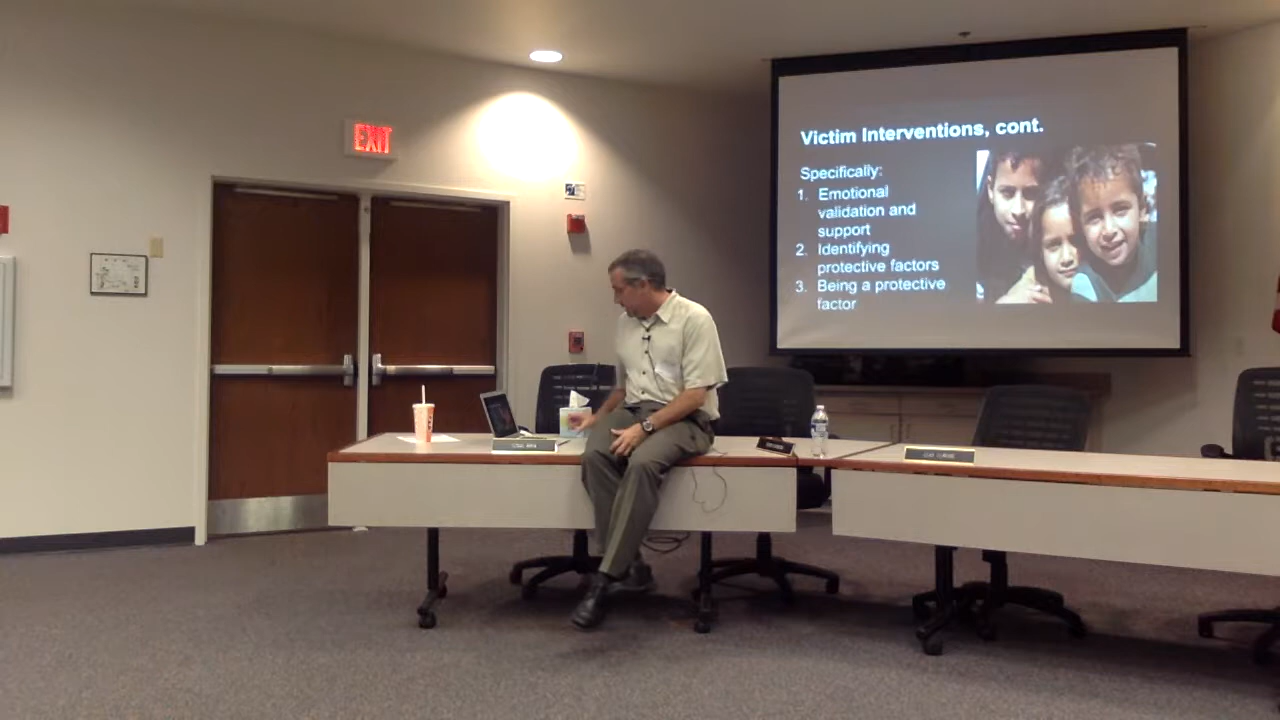 EXIT
Victim Interventions, cont.
Specifically:
1. Emotional
validation and
support
2. Identifying
protective factors
3. Being a protective
factor